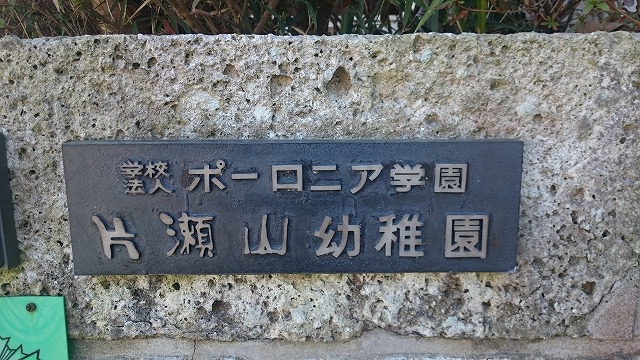 学校法人 ポーロニア学園
片瀬山幼稚園